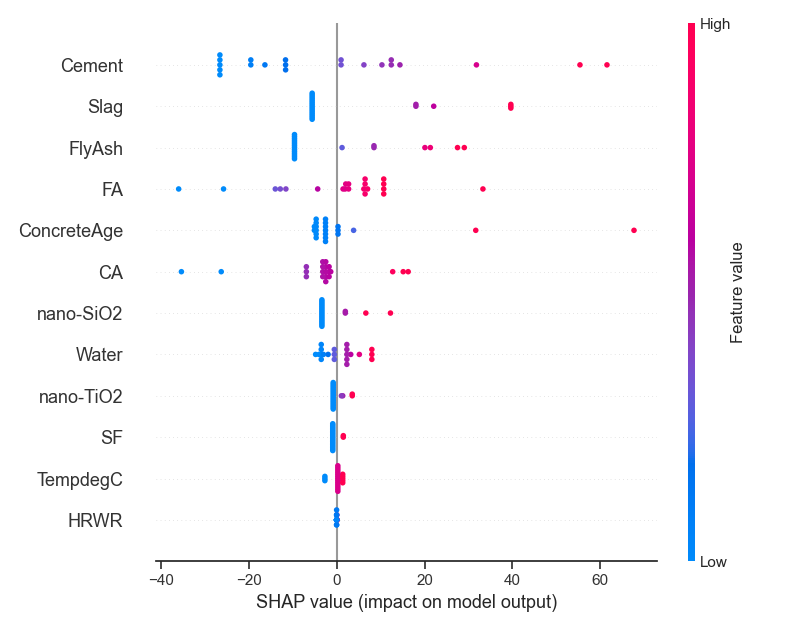 High
Cement
Slag
FlyAsh
FA
ConcreteAge
CA
nano-SiO2
Water
nano-TiO2
SF
TempdegC
HRWR
Feature value
Low
−40 −20 0 20 40 60
SHAP value (impact on model output)